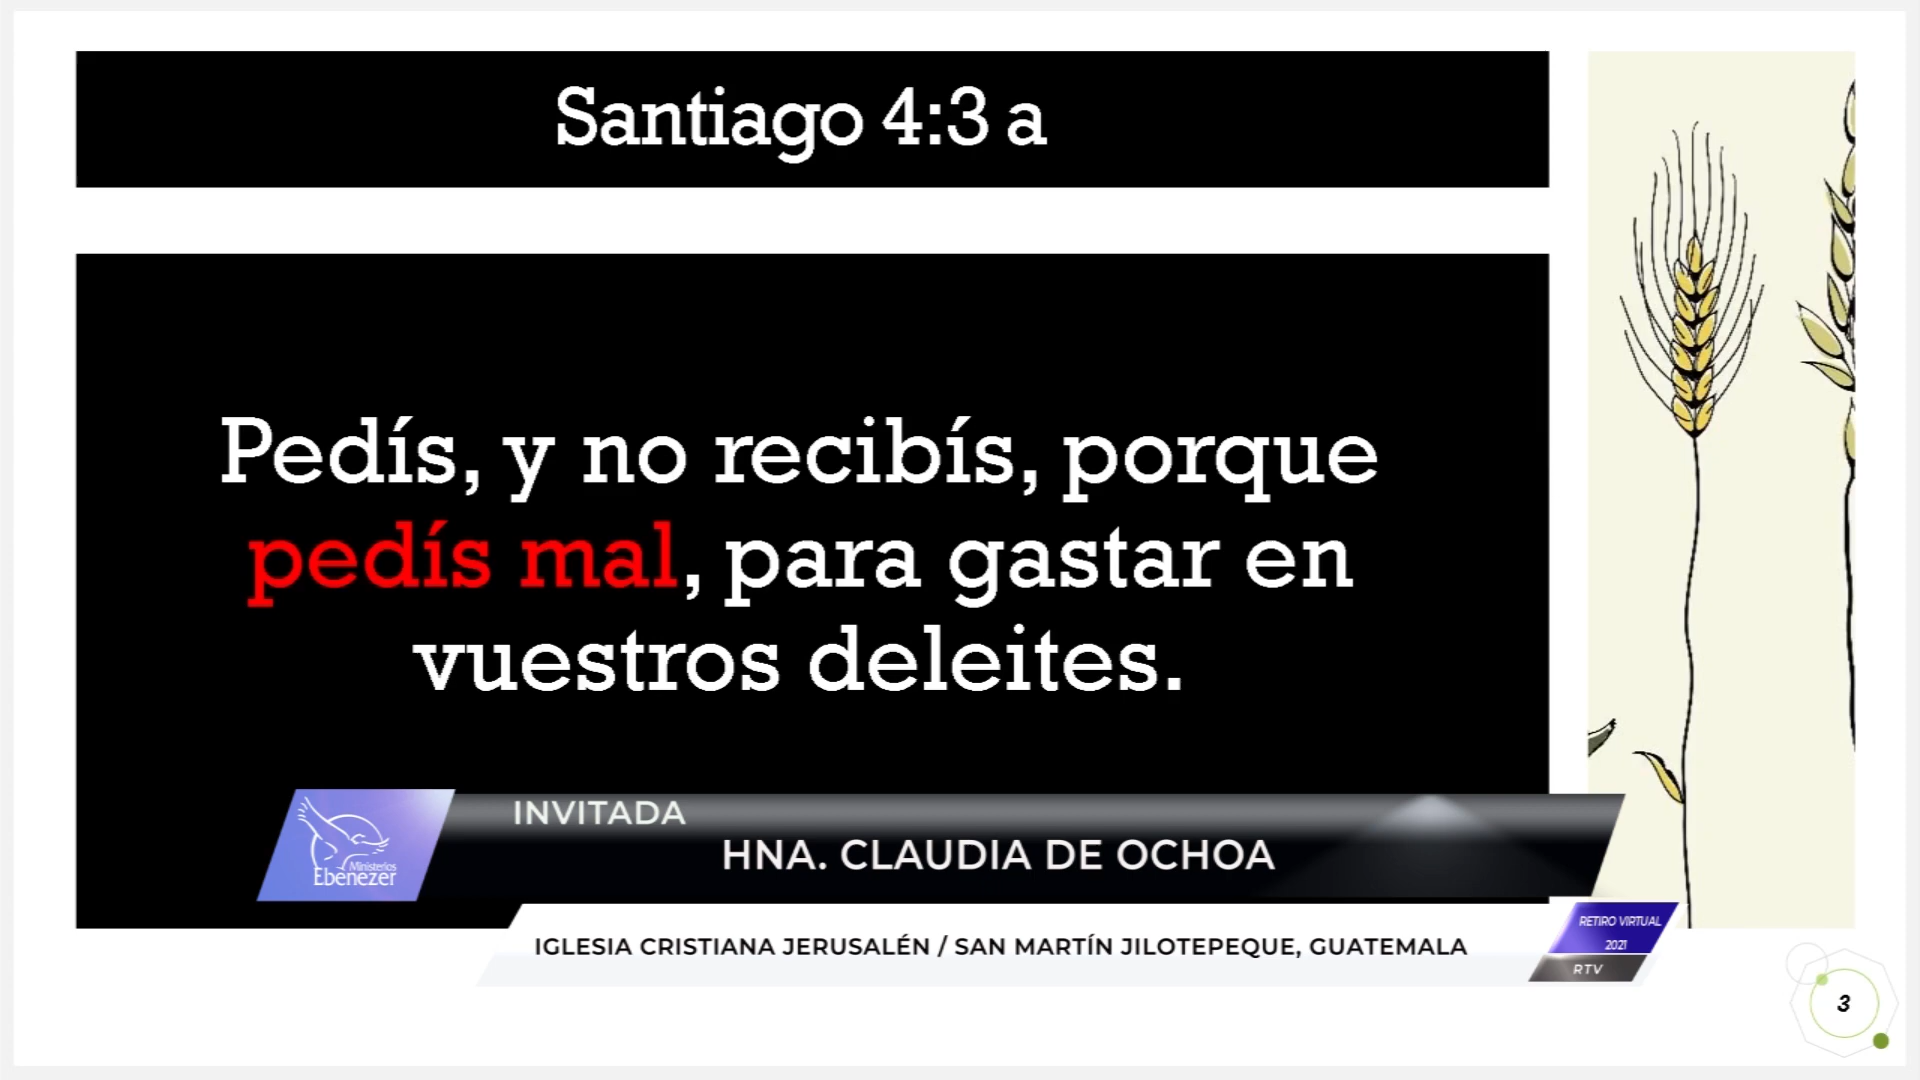 Santiago 4:3 a
Pedís, y no recibís, porque
pedís mal, para gastar en
vuestros deleites.
INVITADA
HNA. CLAUDIA DE OCHOA
Ministerios
Ebenezer
IGLESIA CRISTIANA JERUSALÉN / SAN MARTÍN JILOTEPEQUE, GUATEMALA
RETIRO VIRTUAL
2021
RTV
3